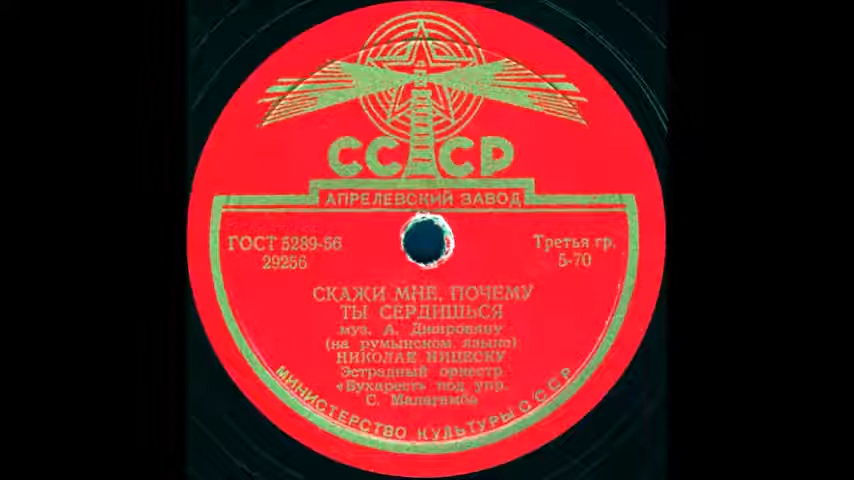 СССР
АПРЕЛЕВСКИЙ ЗАВОД
ГОСТ 5289-56
29256
Третья гр.
5-70
СКАЖИ МНЕ, ПОЧЕМУ
ТЫ СЕРДИШЬСЯ
муз. А.
(на румынском языке)
НИКОЛАЕ НИЦЕСКУ
Эстрадный оркестр
«Бухарест» под упр.
С. Малагамба
МИНИСТЕРСТВО КУЛЬТУРЫ СССР